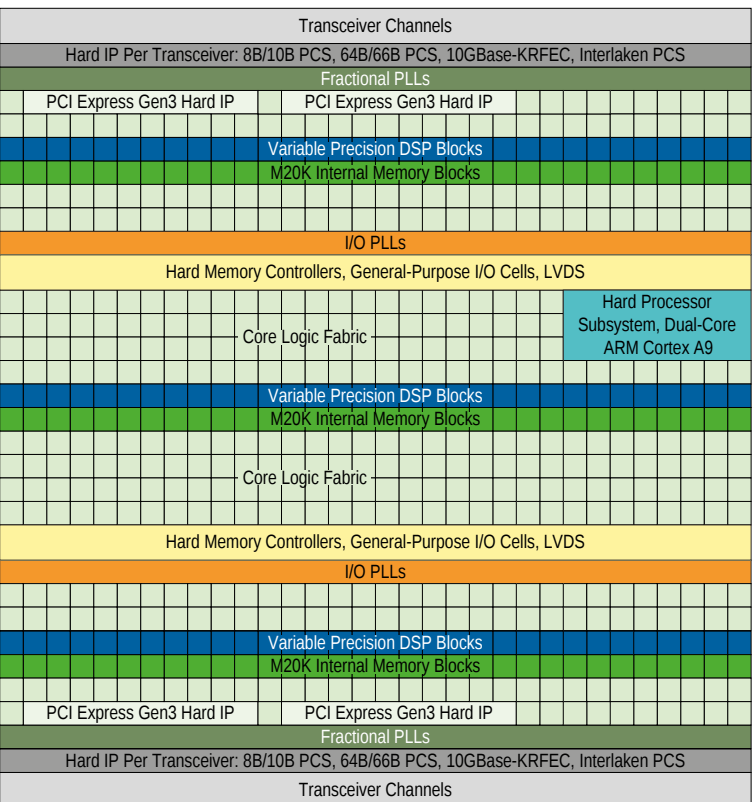 Transceiver Channels
Hard IP Per Transceiver: 8B/10B PCS, 64B/66B PCS, 10GBase-KRFEC, Interlaken PCS
Fractional PLLs
PCI Express Gen3 Hard IP PCI Express Gen3 Hard IP
Variable Precision DSP Blocks
M20K Internal Memory Blocks
I/O PLLs
Hard Memory Controllers, General-Purpose I/O Cells, LVDS
Hard Processor
Subsystem, Dual-Core
ARM Cortex A9
Core Logic Fabric
Variable Precision DSP Blocks
M20K Internal Memory Blocks
Core Logic Fabric
Hard Memory Controllers, General-Purpose I/O Cells, LVDS
I/O PLLs
Variable Precision DSP Blocks
M20K Internal Memory Blocks
PCI Express Gen3 Hard IP PCI Express Gen3 Hard IP
Fractional PLLs
Hard IP Per Transceiver: 8B/10B PCS, 64B/66B PCS, 10GBase-KRFEC, Interlaken PCS
Transceiver Channels